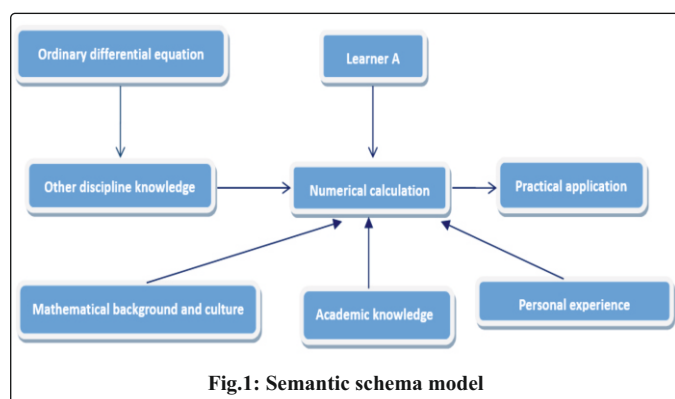 Ordinary differential equation
Learner A
Other discipline knowledge
Numerical calculation
Practical application
Mathematical background and culture
Academic knowledge
Personal experience
Fig.1: Semantic schema model